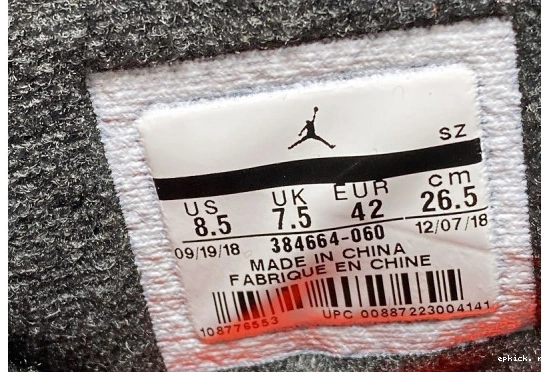 SZ
US UK EUR cm
8.5 7.5 42 26.5
09/19/18 384664-060 12/07/18
MADE IN CHINA
FABRIQUE EN CHINE
108776553 UPC 00887223004141